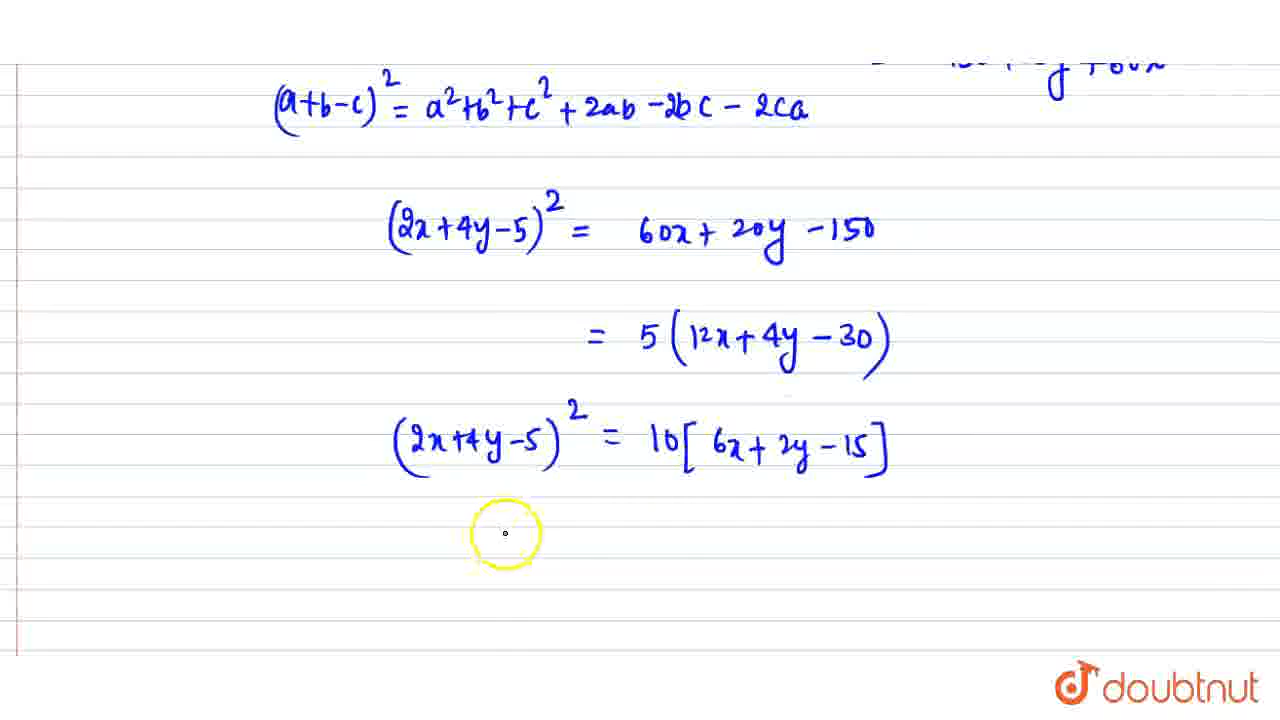 (a+b-c)² = a²+b²+c²+2ab-2bc-2ca
(2x+4y-5)² = 60x+20y-150
= 5(12x+4y-30)
(2x+4y-5)² = 10[6x+2y-15]
doubtnut